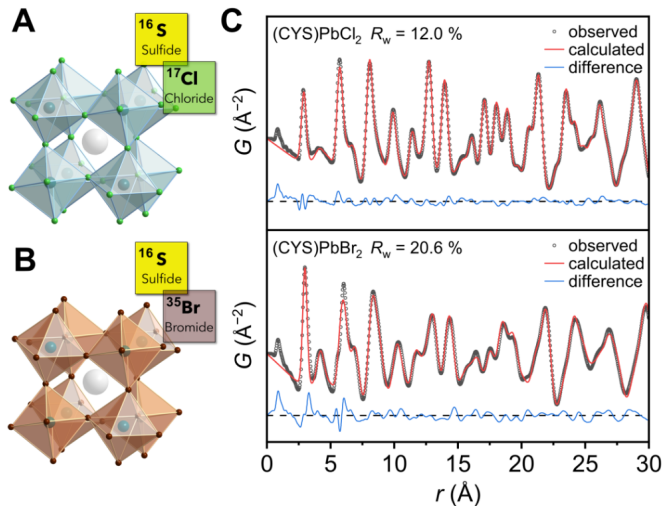 A
16S
Sulfide
17Cl
Chloride
B
16S
Sulfide
35Br
Bromide
C
(CYS)PbCl2 Rw = 12.0 %
observed
calculated
difference
G (Å−2)
(CYS)PbBr2 Rw = 20.6 %
observed
calculated
difference
G (Å−2)
0 5 10 15 20 25 30
r (Å)